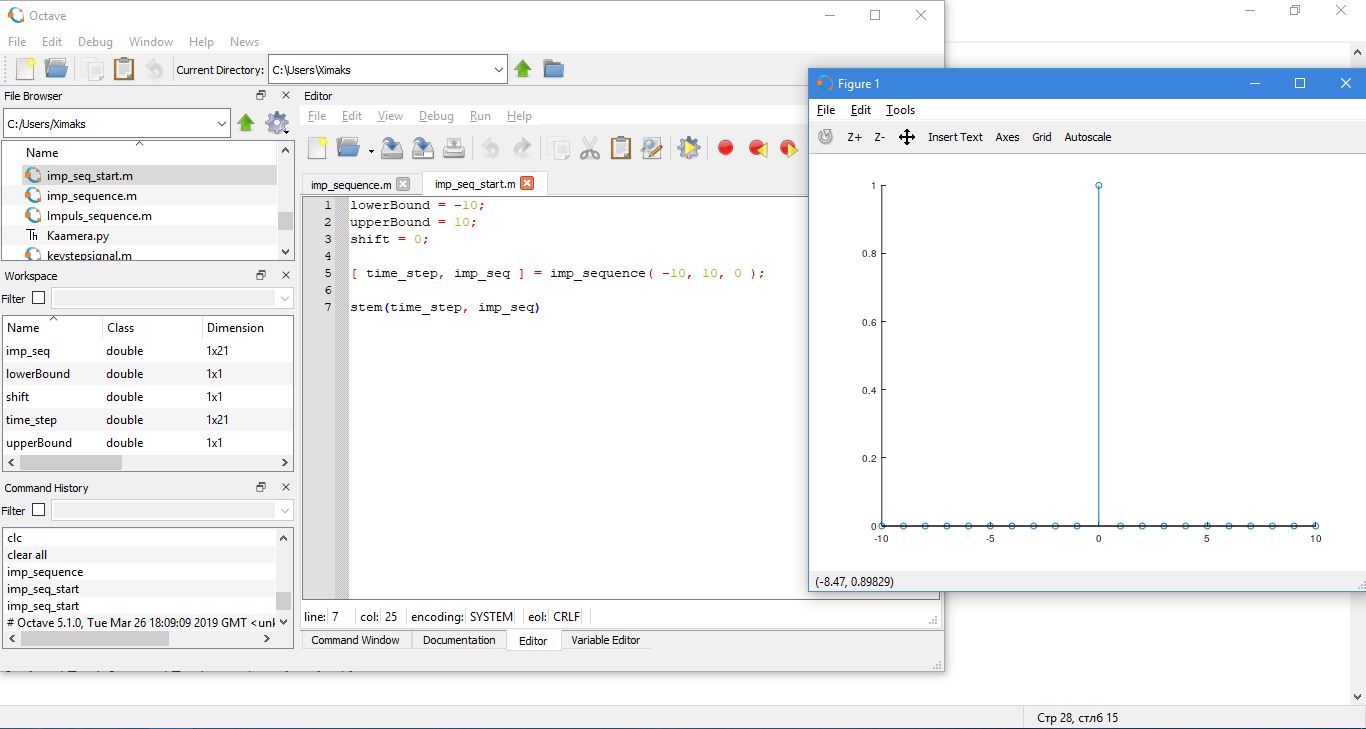 Octave
File Edit Debug Window Help News
Current Directory: C:\Users\Ximaks
File Browser
C:/Users/Ximaks
Name
imp_seq_start.m
imp_sequence.m
Impuls_sequence.m
Kaamera.py
keystepsignal.m
Workspace
Filter
Name Class Dimension
imp_seq double 1x21
lowerBound double 1x1
shift double 1x1
time_step double 1x21
upperBound double 1x1
Command History
Filter
clc
clear all
imp_sequence
imp_seq_start
imp_seq_start
# Octave 5.1.0, Tue Mar 26 18:09:09 2019 GMT <unk
Editor
File Edit View Debug Run Help
imp_sequence.m imp_seq_start.m
1 lowerBound = -10;
2 upperBound = 10;
3 shift = 0;
4
5 [ time_step, imp_seq ] = imp_sequence( -10, 10, 0 );
6
7 stem(time_step, imp_seq)
line: 7 col: 25 encoding: SYSTEM eol: CRLF
Command Window Documentation Editor Variable Editor
Figure 1
File Edit Tools
Z+ Z- Insert Text Axes Grid Autoscale
1
0.8
0.6
0.4
0.2
0
-10 -5 0 5 10
(-8.47, 0.89829)
Стр 28, стлб 15